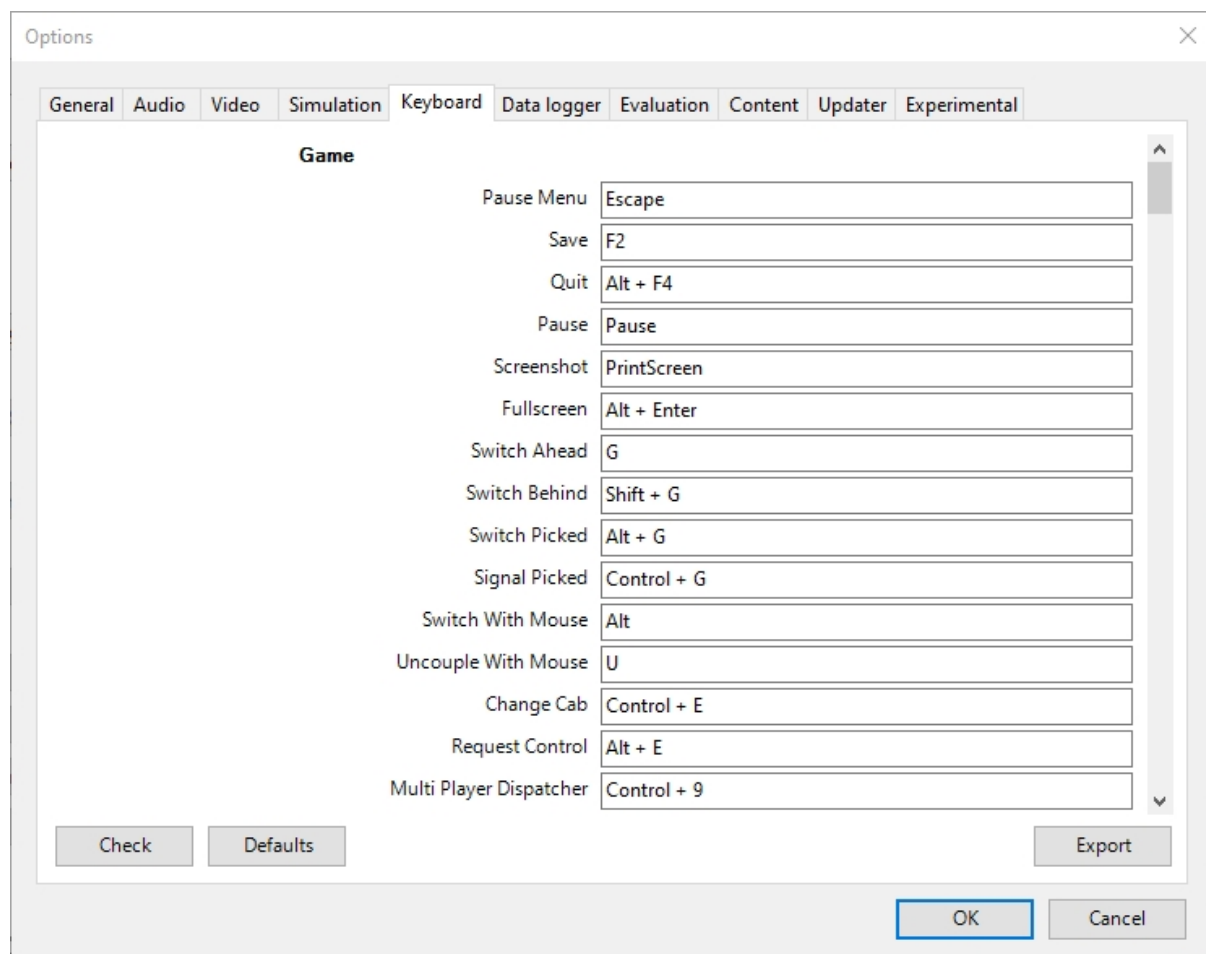 Options
General Audio Video Simulation Keyboard Data logger Evaluation Content Updater Experimental
Game
Pause Menu Escape
Save F2
Quit Alt + F4
Pause Pause
Screenshot PrintScreen
Fullscreen Alt + Enter
Switch Ahead G
Switch Behind Shift + G
Switch Picked Alt + G
Signal Picked Control + G
Switch With Mouse Alt
Uncouple With Mouse U
Change Cab Control + E
Request Control Alt + E
Multi Player Dispatcher Control + 9
Check Defaults Export
OK Cancel